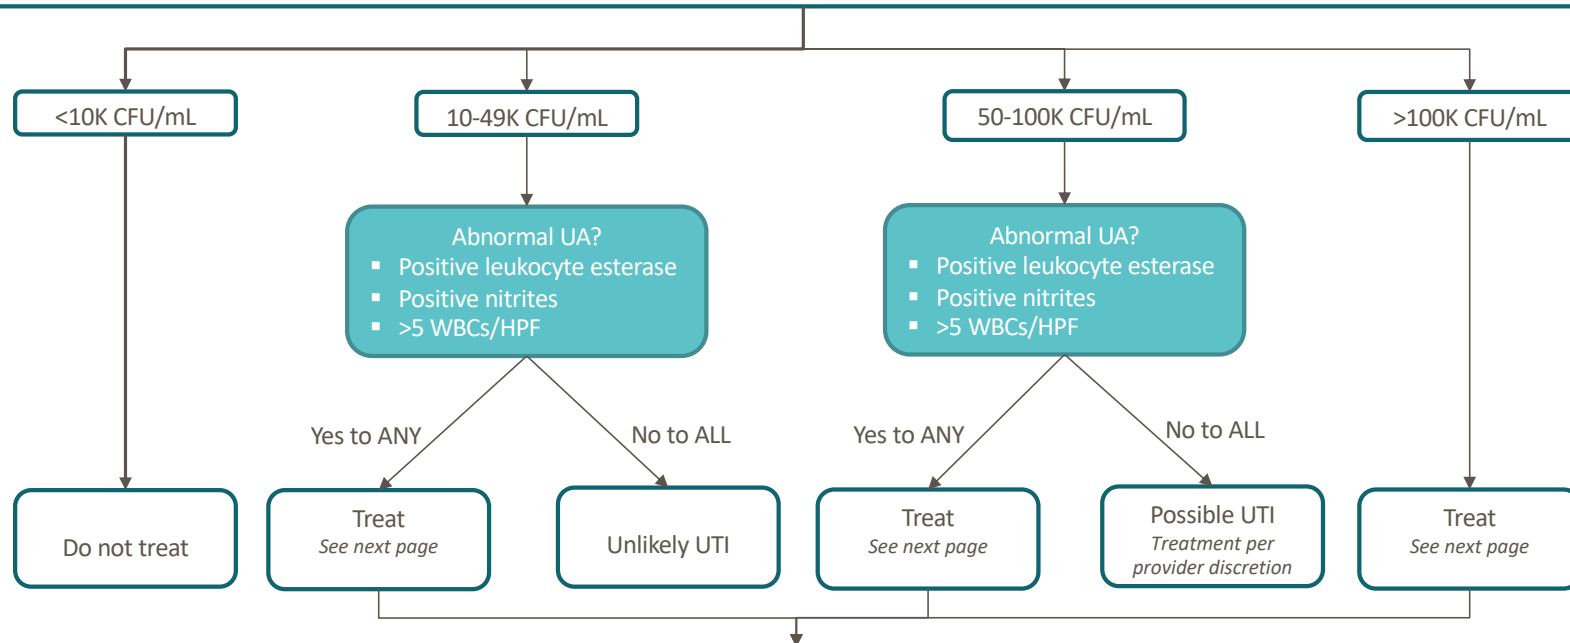 <10K CFU/mL
10-49K CFU/mL
50-100K CFU/mL
>100K CFU/mL
Abnormal UA?
▪ Positive leukocyte esterase
▪ Positive nitrites
▪ >5 WBCs/HPF
Abnormal UA?
▪ Positive leukocyte esterase
▪ Positive nitrites
▪ >5 WBCs/HPF
Yes to ANY
No to ALL
Yes to ANY
No to ALL
Do not treat
Treat
See next page
Unlikely UTI
Treat
See next page
Possible UTI
Treatment per
provider discretion
Treat
See next page